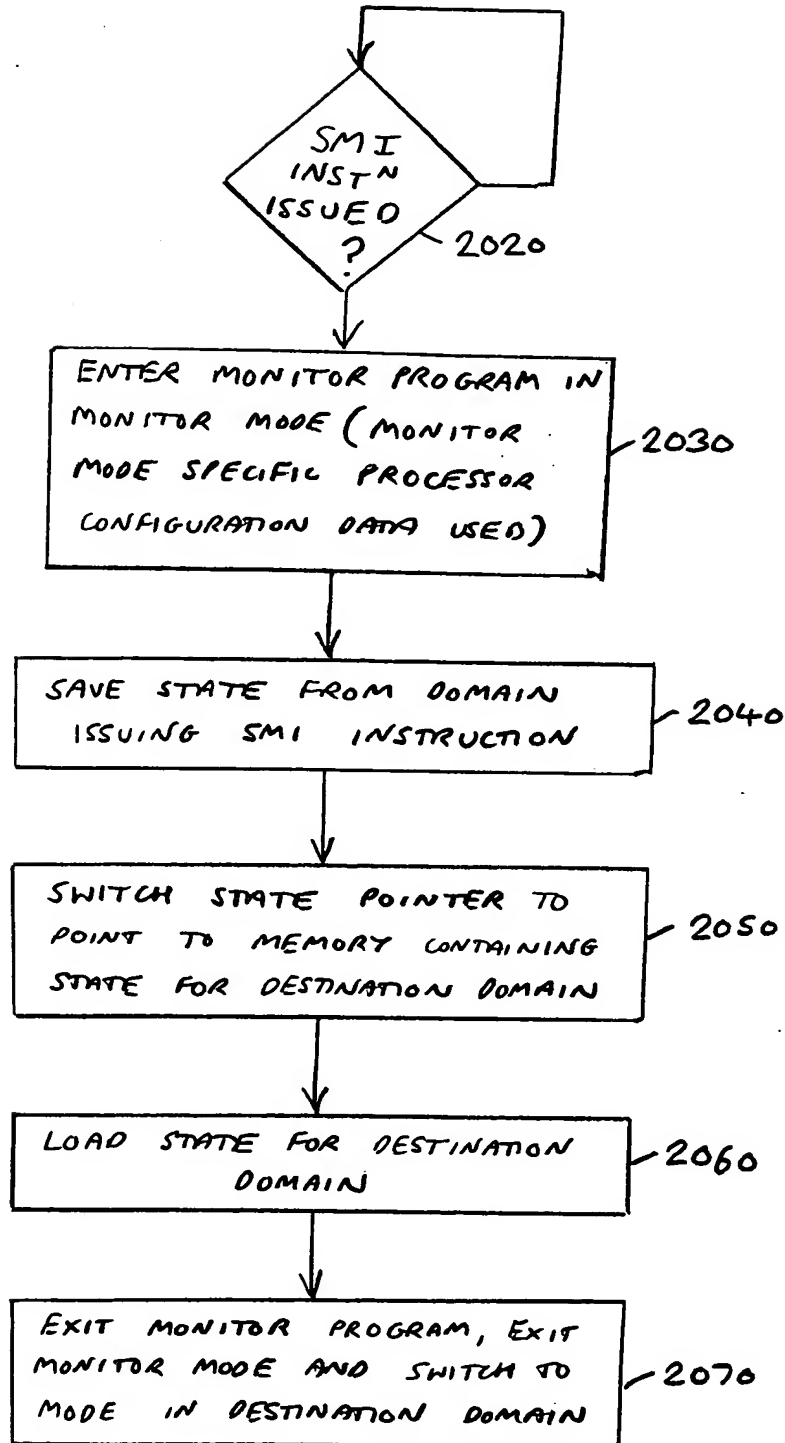 SMI
INSTN
ISSUED
?
2020
ENTER MONITOR PROGRAM IN
MONITOR MODE (MONITOR
MODE SPECIFIC PROCESSOR
CONFIGURATION DATA USED)
2030
SAVE STATE FROM DOMAIN
ISSUING SMI INSTRUCTION
2040
SWITCH STATE POINTER TO
POINT TO MEMORY CONTAINING
STATE FOR DESTINATION DOMAIN
2050
LOAD STATE FOR DESTINATION
DOMAIN
2060
EXIT MONITOR PROGRAM, EXIT
MONITOR MODE AND SWITCH TO
MODE IN DESTINATION DOMAIN
2070